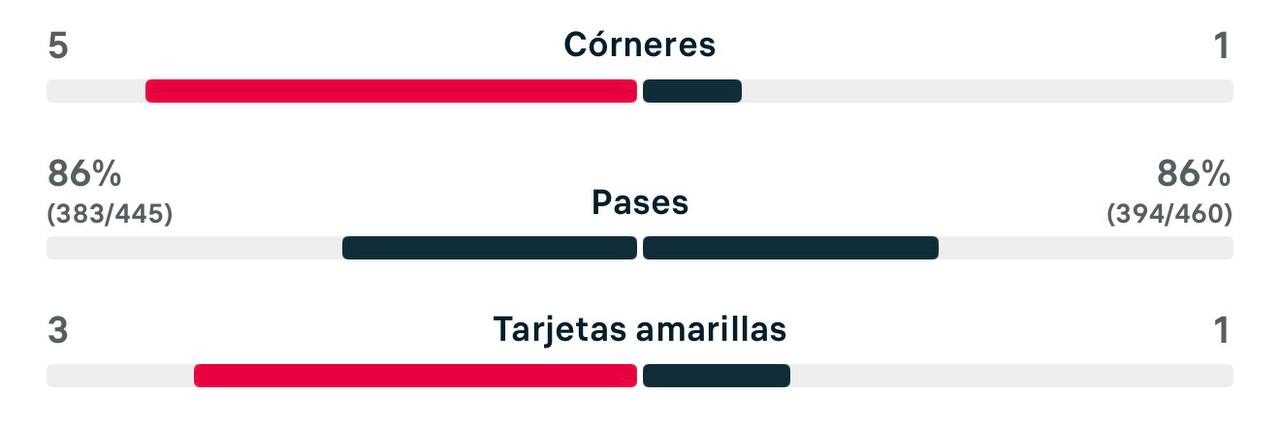 5 Córneres 1
86% 86%
Pases
(383/445) (394/460)
3 Tarjetas amarillas 1